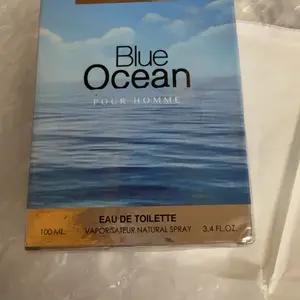 Blue
Ocean
POUR HOMME
EAU DE TOILETTE
100 ML. VAPORISATEUR NATURAL SPRAY 3.4 FL.OZ.